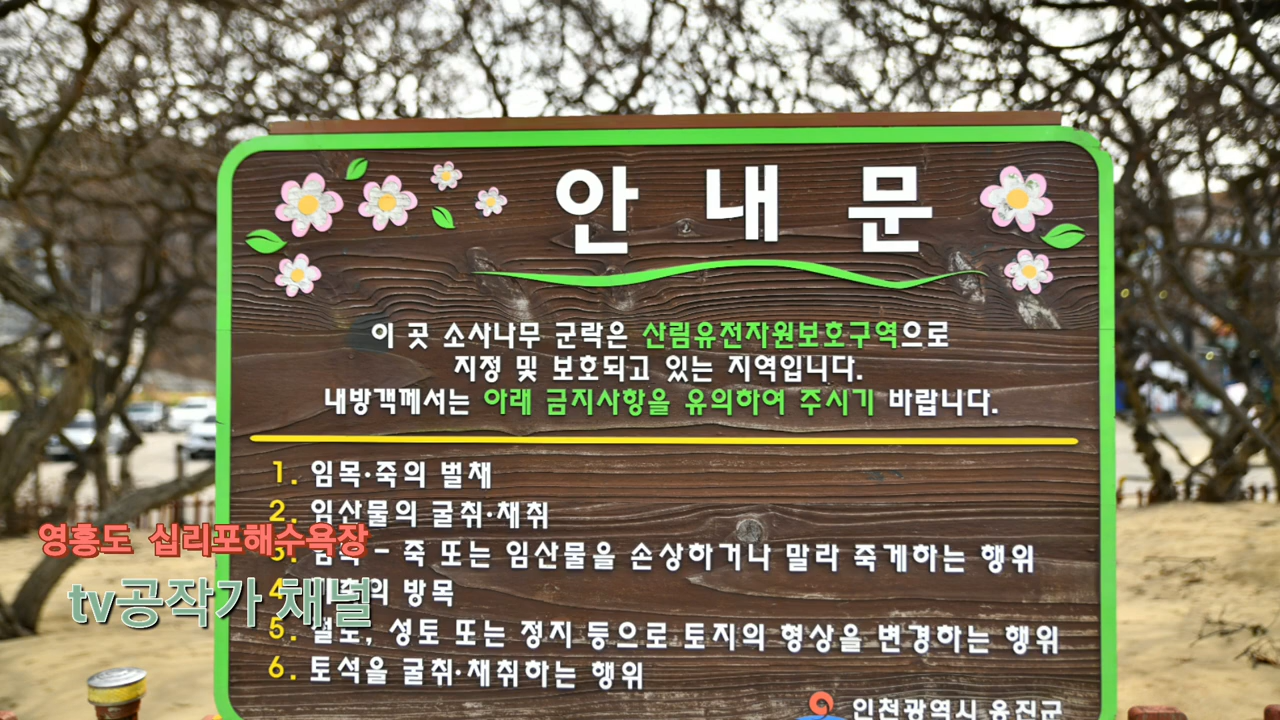 안내문
이 곳 소사나무 군락은 산림유전자원보호구역으로
지정 및 보호되고 있는 지역입니다.
내방객께서는 아래 금지사항을 유의하여 주시기 바랍니다.
1. 임목·죽의 벌채
2. 임산물의 굴취·채취
영흥도 십리포해수욕장
3. 임목 - 죽 또는 임산물을 손상하거나 말라 죽게하는 행위
4. 방목
tv공작가 채널
5. 절토, 성토 또는 정지 등으로 토지의 형상을 변경하는 행위
6. 토석을 굴취·채취하는 행위
인천광역시 옹진군